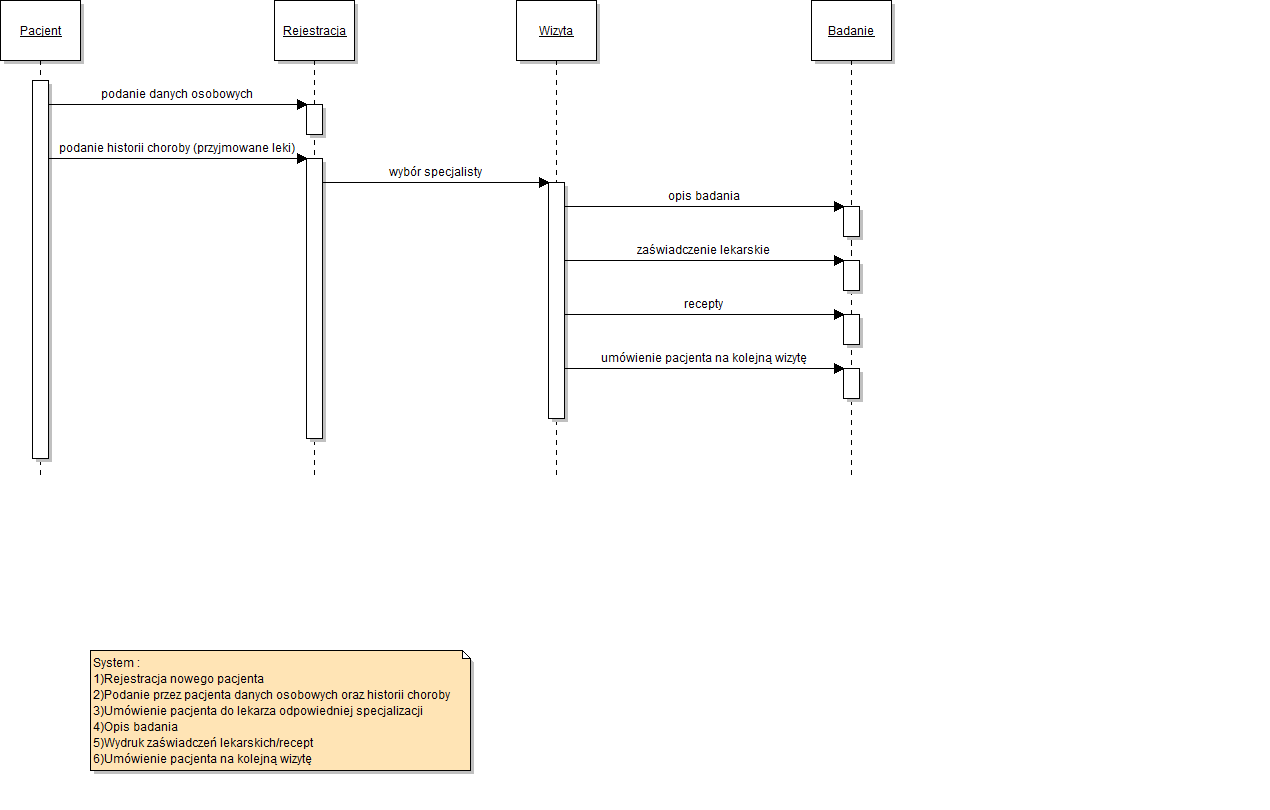 Pacjent
Rejestracja
Wizyta
Badanie
podanie danych osobowych
podanie historii choroby (przyjmowane leki)
wybór specjalisty
opis badania
zaświadczenie lekarskie
recepty
umówienie pacjenta na kolejną wizytę
System :
1)Rejestracja nowego pacjenta
2)Podanie przez pacjenta danych osobowych oraz historii choroby
3)Umówienie pacjenta do lekarza odpowiedniej specjalizacji
4)Opis badania
5)Wydruk zaświadczeń lekarskich/recept
6)Umówienie pacjenta na kolejną wizytę